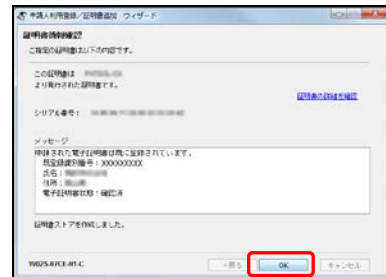 申請人利用登録/証明書追加 ウィザード
証明書情報確認
ご指定の証明書は以下の内容です。
この証明書は
より発行された証明書です。
証明書の詳細を確認
シリアル番号:
メッセージ
申請された電子証明書は既に登録されています。
既登録識別番号:XXXXXXXXX
氏名:
住所:
電子証明書状態:確認済
証明書ストアを作成しました。
<戻る
OK
キャンセル